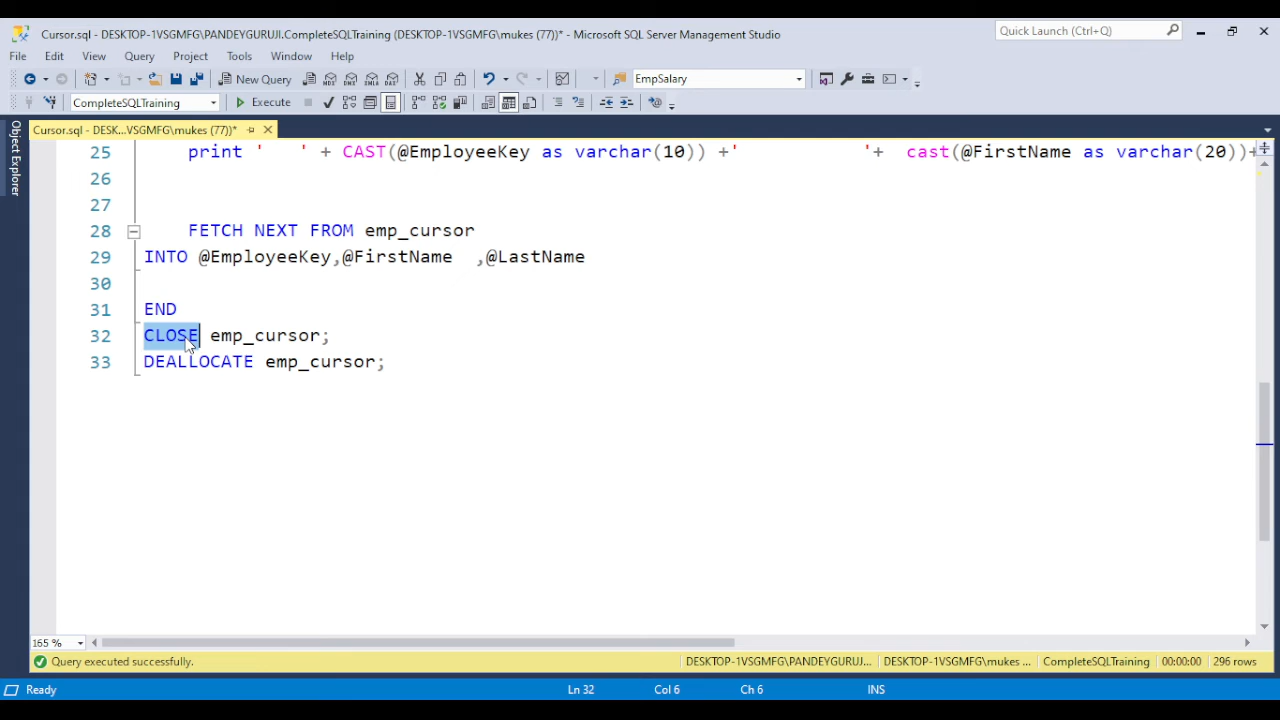 Cursor.sql - DESKTOP-1VSGMFG\PANDEYGURUJI.CompleteSQLTraining (DESKTOP-1VSGMFG\mukes (77))* - Microsoft SQL Server Management Studio
Quick Launch (Ctrl+Q)
File Edit View Query Project Tools Window Help
New Query EmpSalary
CompleteSQLTraining Execute
Cursor.sql - DESK...VSGMFG\mukes (77))*
Object Explorer
25 print '   ' + CAST(@EmployeeKey as varchar(10)) +'           '+  cast(@FirstName as varchar(20))+
26
27
28 FETCH NEXT FROM emp_cursor
29 INTO @EmployeeKey,@FirstName  ,@LastName
30
31 END
32 CLOSE emp_cursor;
33 DEALLOCATE emp_cursor;
165 %
Query executed successfully. DESKTOP-1VSGMFG\PANDEYGURUJ... DESKTOP-1VSGMFG\mukes ... CompleteSQLTraining 00:00:00 296 rows
Ready Ln 32 Col 6 Ch 6 INS